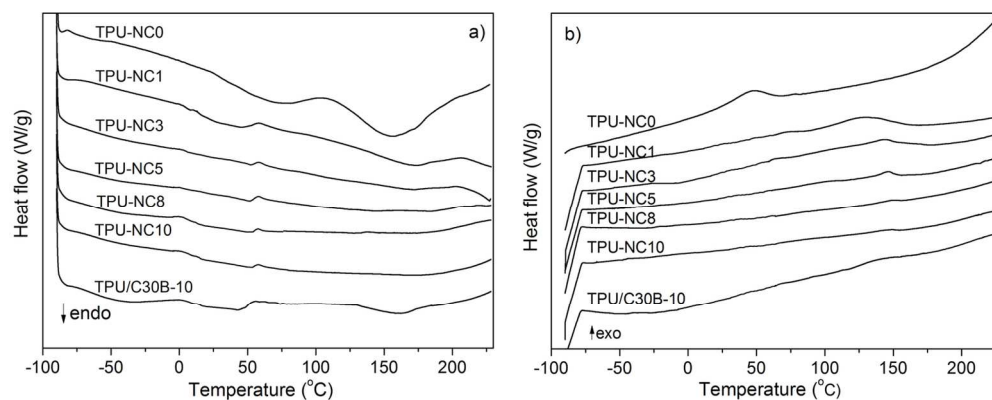 a)
TPU-NC0
TPU-NC1
TPU-NC3
TPU-NC5
TPU-NC8
TPU-NC10
TPU/C30B-10
endo
Heat flow (W/g)
-100 -50 0 50 100 150 200
Temperature (°C)
b)
TPU-NC0
TPU-NC1
TPU-NC3
TPU-NC5
TPU-NC8
TPU-NC10
TPU/C30B-10
exo
Heat flow (W/g)
-100 -50 0 50 100 150 200
Temperature (°C)